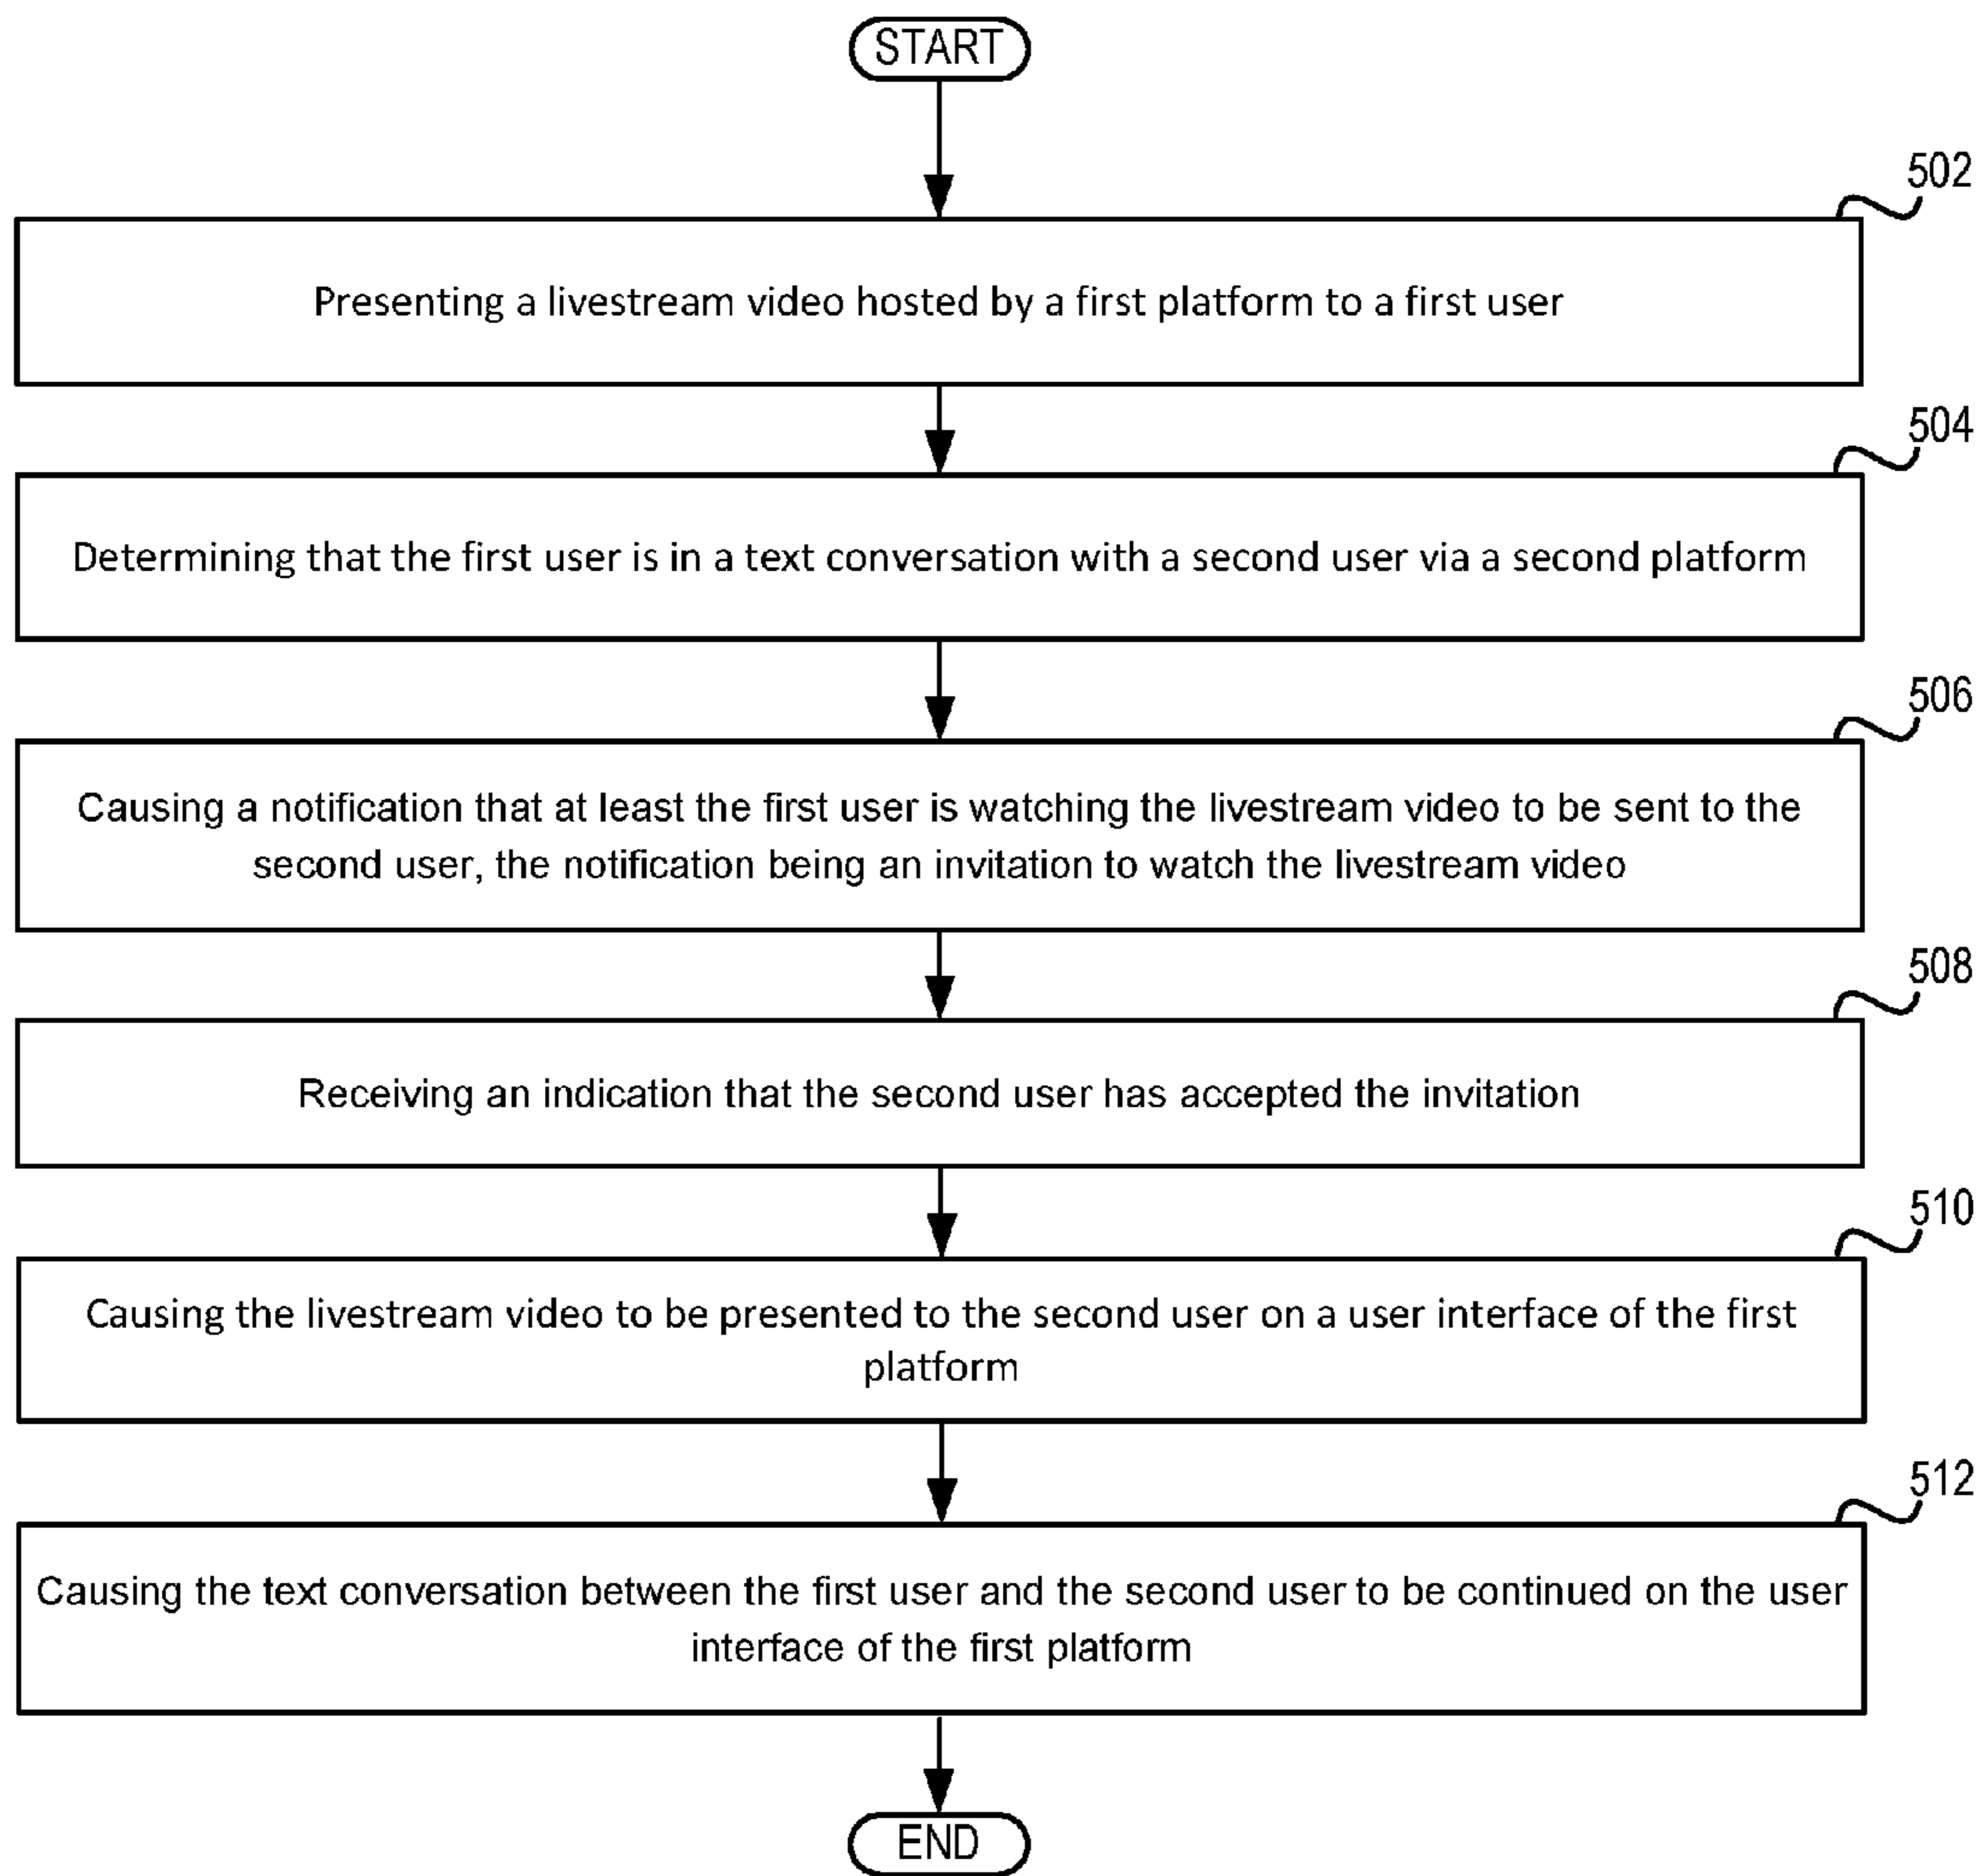 START
502
Presenting a livestream video hosted by a first platform to a first user
504
Determining that the first user is in a text conversation with a second user via a second platform
506
Causing a notification that at least the first user is watching the livestream video to be sent to the
second user, the notification being an invitation to watch the livestream video
508
Receiving an indication that the second user has accepted the invitation
510
Causing the livestream video to be presented to the second user on a user interface of the first
platform
512
Causing the text conversation between the first user and the second user to be continued on the user
interface of the first platform
END